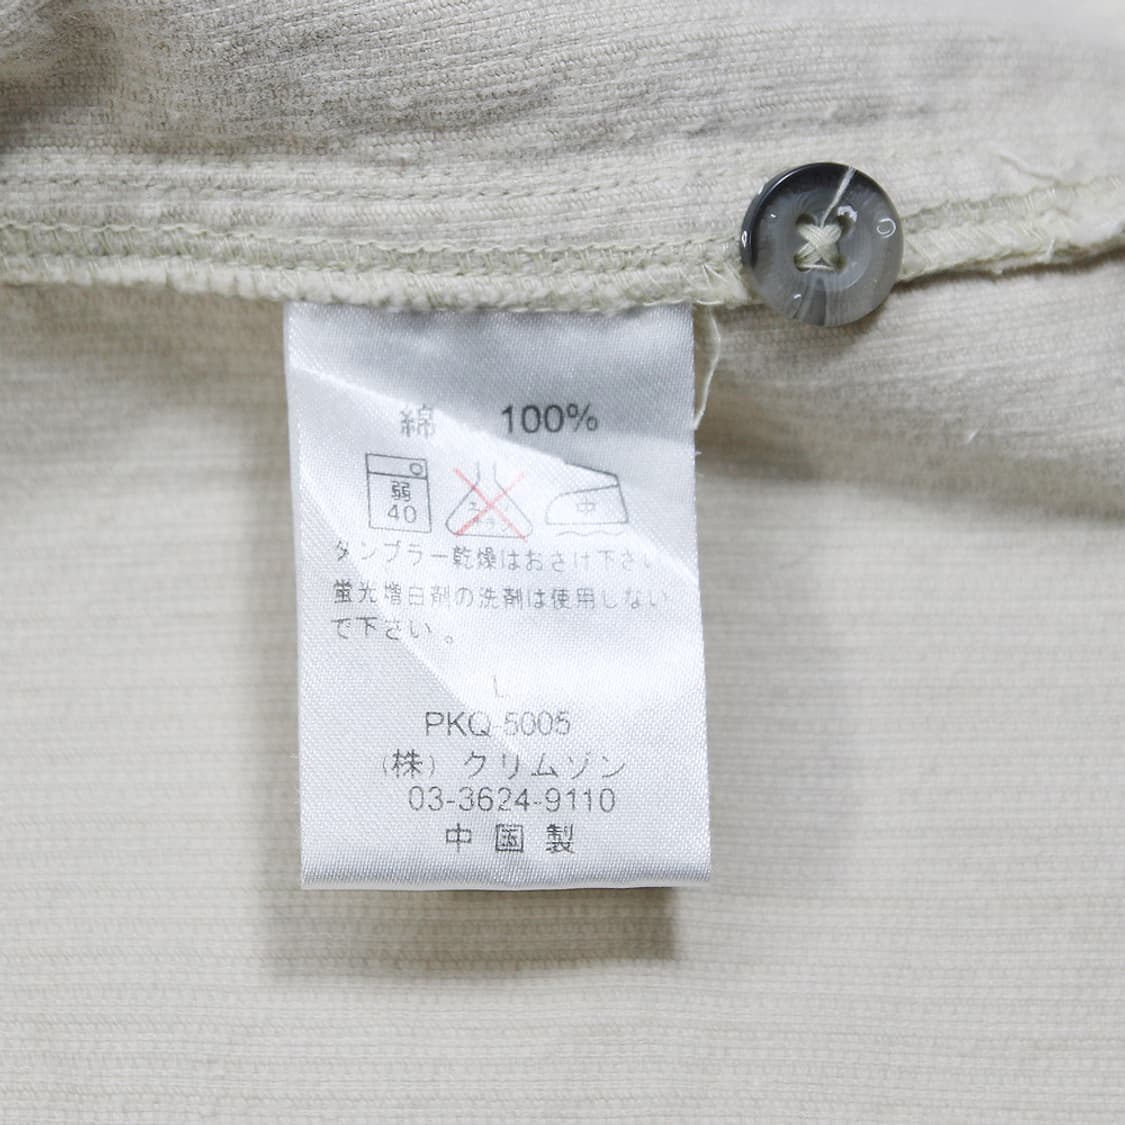 綿 100%
弱 中
40
タンブラー乾燥はおさけ下さい
蛍光増白剤の洗剤は使用しない
で下さい。
L
PKQ-5005
(株) クリムゾン
03-3624-9110
中国製